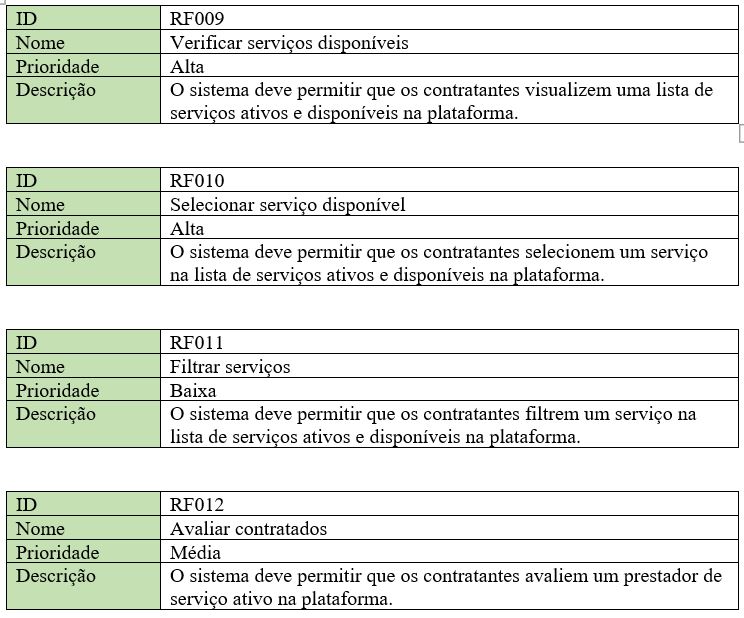 ID RF009
Nome Verificar serviços disponíveis
Prioridade Alta
Descrição O sistema deve permitir que os contratantes visualizem uma lista de
serviços ativos e disponíveis na plataforma.
ID RF010
Nome Selecionar serviço disponível
Prioridade Alta
Descrição O sistema deve permitir que os contratantes selecionem um serviço
na lista de serviços ativos e disponíveis na plataforma.
ID RF011
Nome Filtrar serviços
Prioridade Baixa
Descrição O sistema deve permitir que os contratantes filtrem um serviço na
lista de serviços ativos e disponíveis na plataforma.
ID RF012
Nome Avaliar contratados
Prioridade Média
Descrição O sistema deve permitir que os contratantes avaliem um prestador de
serviço ativo na plataforma.